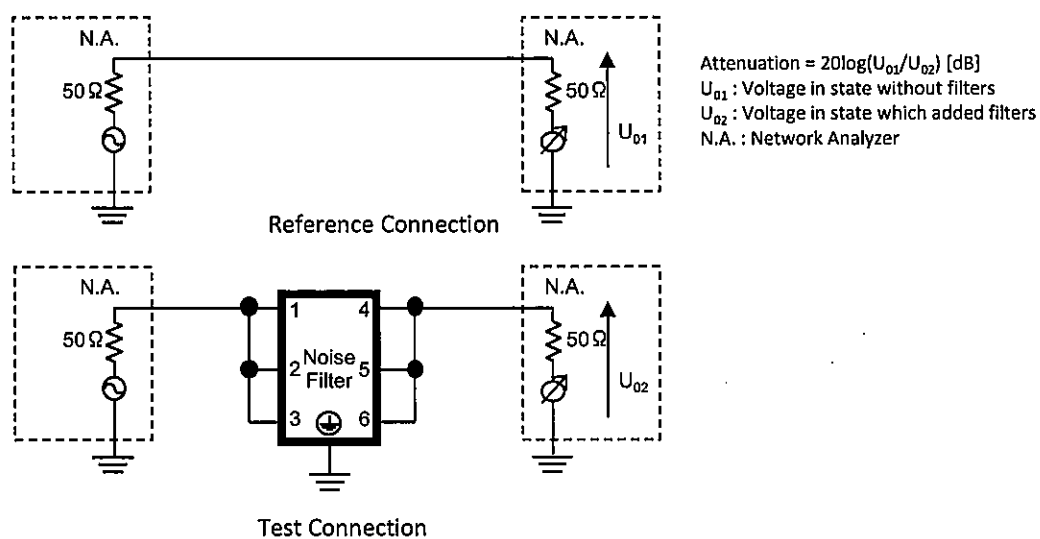 N.A.
50Ω
N.A.
50Ω
U01
Attenuation = 20log(U01/U02) [dB]
U01 : Voltage in state without filters
U02 : Voltage in state which added filters
N.A. : Network Analyzer
Reference Connection
N.A.
50Ω
1 4
2 Noise 5
Filter
3 6
N.A.
50Ω
U02
Test Connection